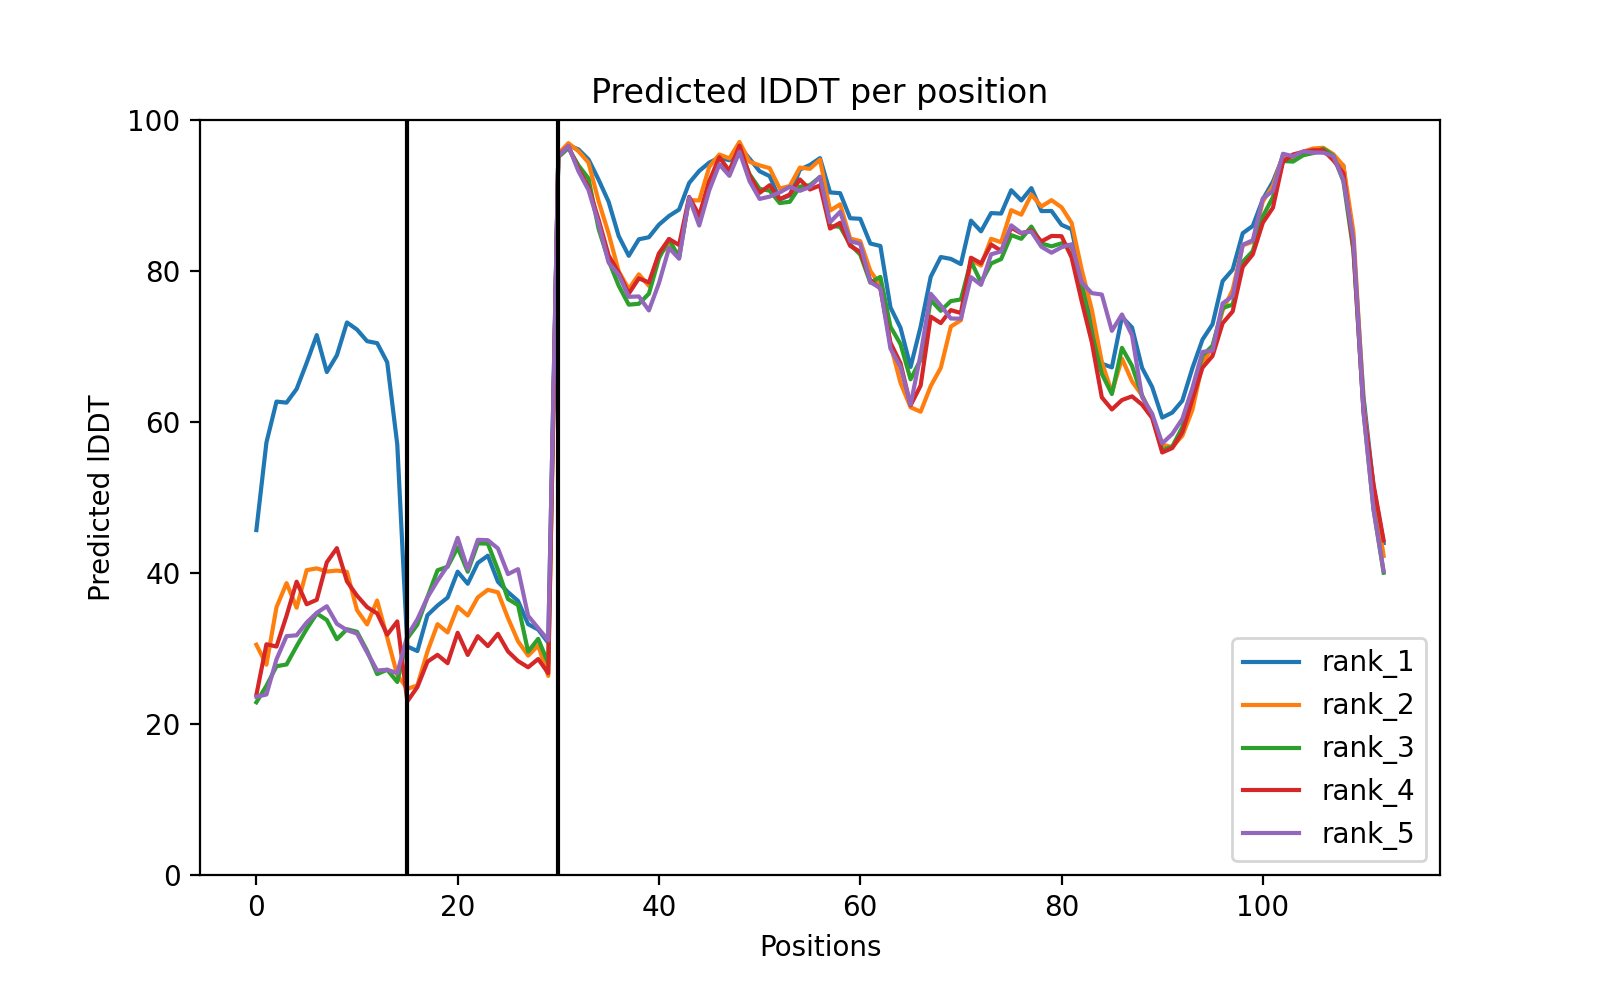 Predicted lDDT per position
100
80
60
40
20
0
Predicted lDDT
0 20 40 60 80 100
Positions
rank_1
rank_2
rank_3
rank_4
rank_5